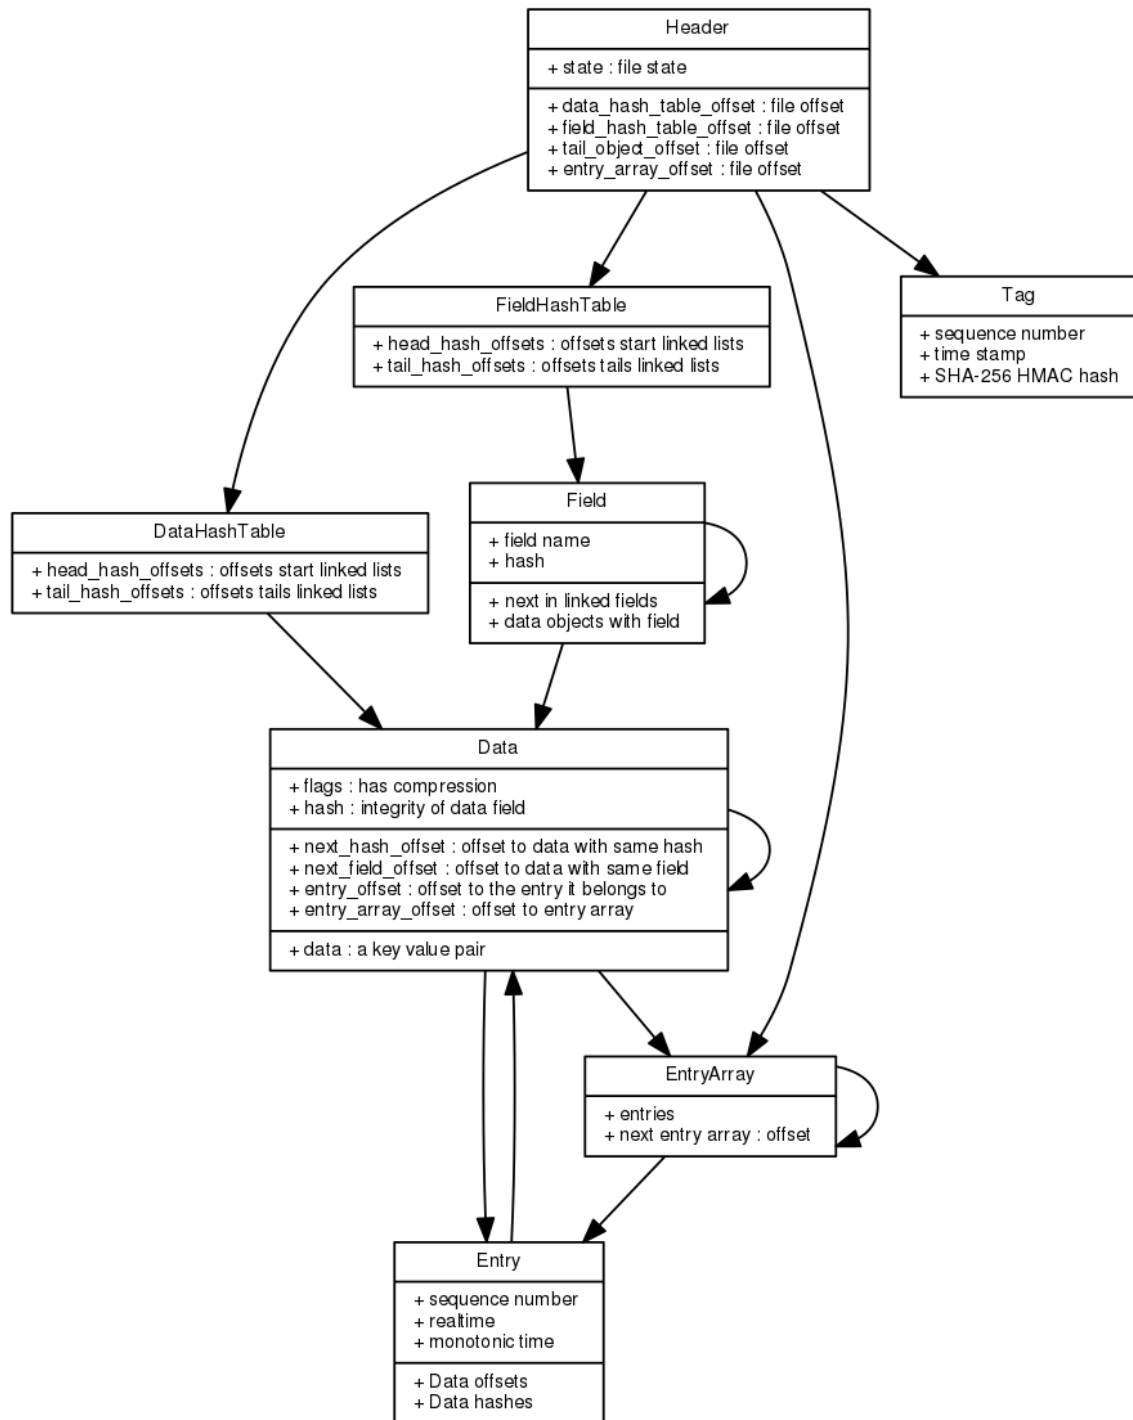 Header
+ state : file state
+ data_hash_table_offset : file offset
+ field_hash_table_offset : file offset
+ tail_object_offset : file offset
+ entry_array_offset : file offset
FieldHashTable
+ head_hash_offsets : offsets start linked lists
+ tail_hash_offsets : offsets tails linked lists
Tag
+ sequence number
+ time stamp
+ SHA-256 HMAC hash
Field
+ field name
+ hash
+ next in linked fields
+ data objects with field
DataHashTable
+ head_hash_offsets : offsets start linked lists
+ tail_hash_offsets : offsets tails linked lists
Data
+ flags : has compression
+ hash : integrity of data field
+ next_hash_offset : offset to data with same hash
+ next_field_offset : offset to data with same field
+ entry_offset : offset to the entry it belongs to
+ entry_array_offset : offset to entry array
+ data : a key value pair
EntryArray
+ entries
+ next entry array : offset
Entry
+ sequence number
+ realtime
+ monotonic time
+ Data offsets
+ Data hashes